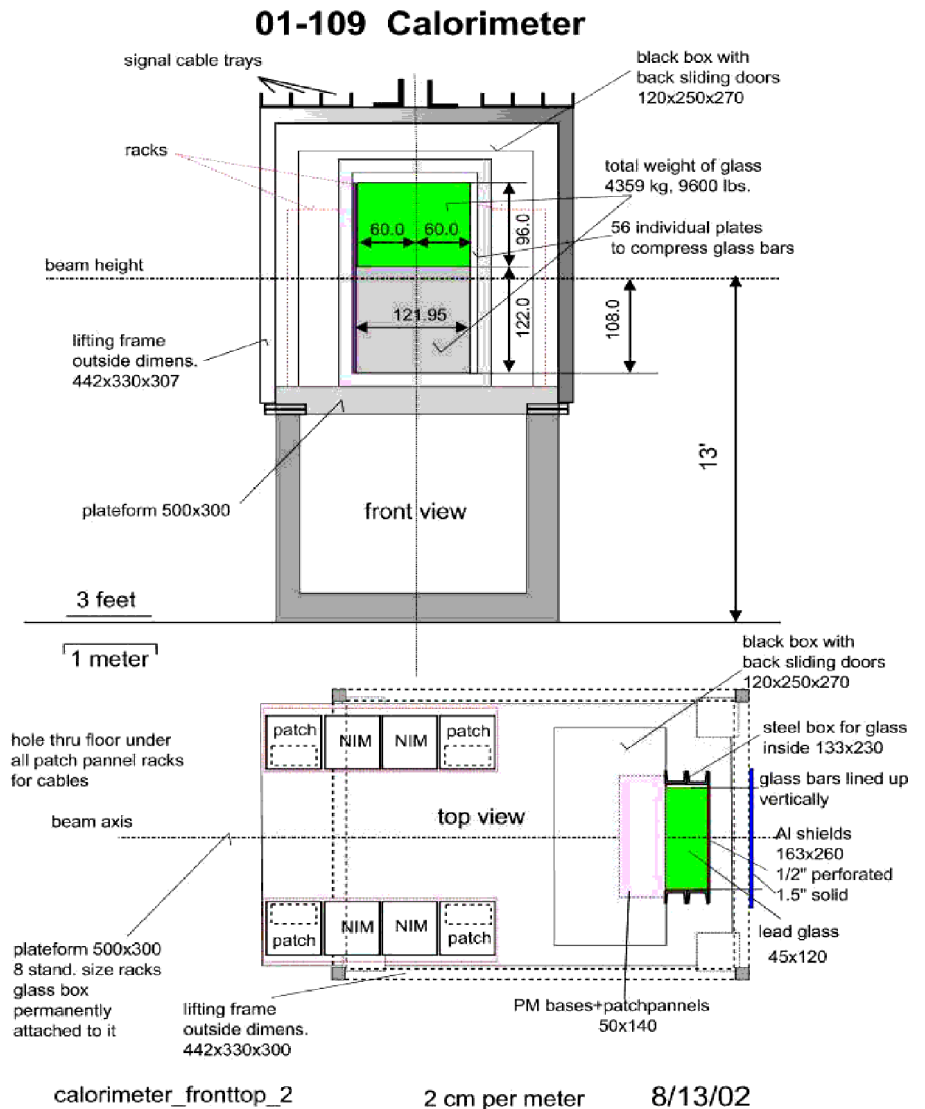 01-109 Calorimeter
signal cable trays
black box with
back sliding doors
120x250x270
racks
total weight of glass
4359 kg, 9600 lbs.
60.0
60.0
96.0
56 individual plates
to compress glass bars
beam height
121.95
122.0
108.0
lifting frame
outside dimens.
442x330x307
13'
plateform 500x300
front view
3 feet
1 meter
black box with
back sliding doors
120x250x270
patch
NIM
NIM
patch
steel box for glass
inside 133x230
hole thru floor under
all patch pannel racks
for cables
glass bars lined up
vertically
top view
beam axis
Al shields
163x260
1/2" perforated
1.5" solid
patch
NIM
NIM
patch
lead glass
45x120
plateform 500x300
8 stand. size racks
glass box
permanently
attached to it
lifting frame
outside dimens.
442x330x300
PM bases+patchpannels
50x140
calorimeter_fronttop_2
2 cm per meter
8/13/02